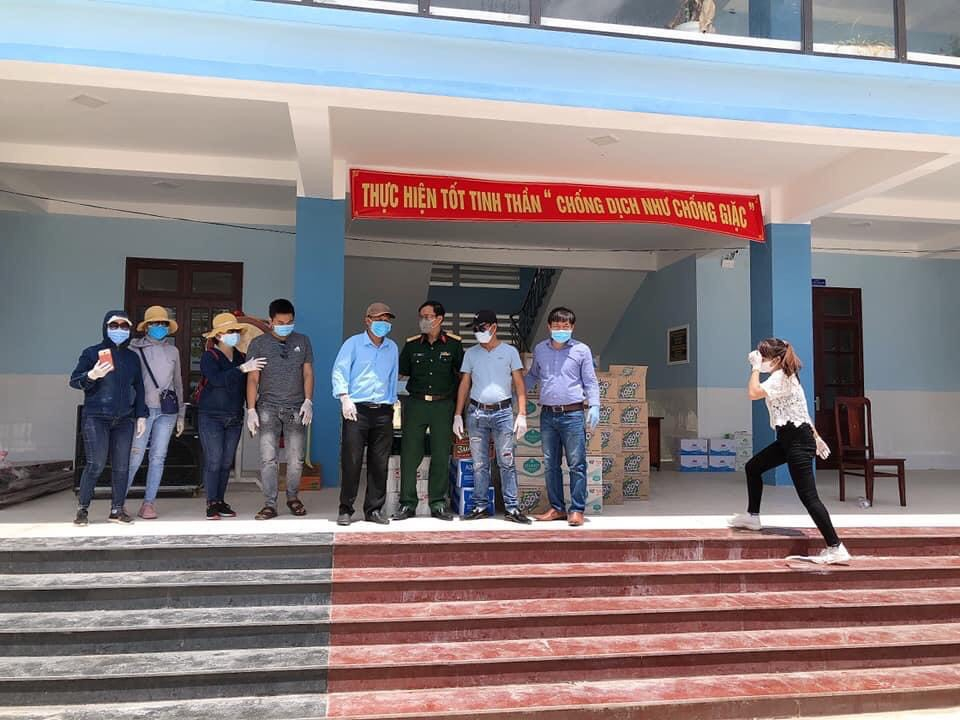 THỰC HIỆN TỐT TINH THẦN “ CHỐNG DỊCH NHƯ CHỐNG GIẶC ”